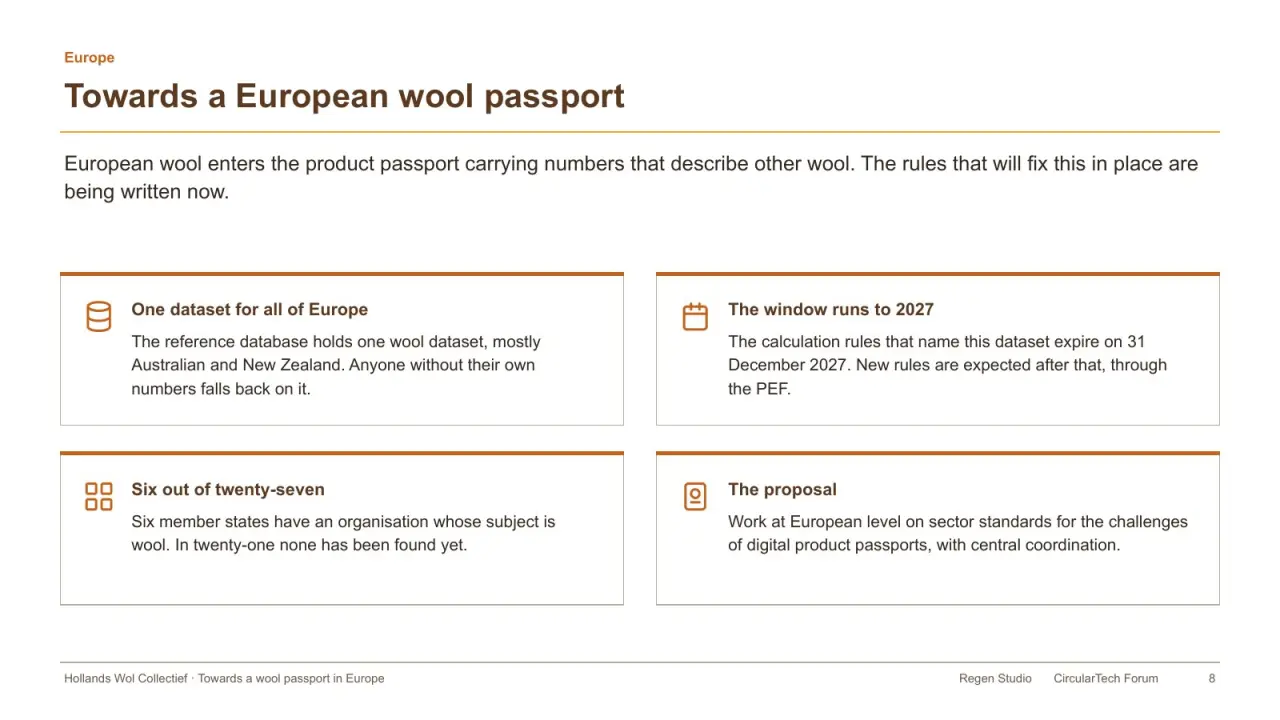 Europe
Towards a European wool passport
European wool enters the product passport carrying numbers that describe other wool. The rules that will fix this in place are
being written now.
One dataset for all of Europe
The reference database holds one wool dataset, mostly
Australian and New Zealand. Anyone without their own
numbers falls back on it.
The window runs to 2027
The calculation rules that name this dataset expire on 31
December 2027. New rules are expected after that, through
the PEF.
Six out of twenty-seven
Six member states have an organisation whose subject is
wool. In twenty-one none has been found yet.
The proposal
Work at European level on sector standards for the challenges
of digital product passports, with central coordination.
Hollands Wol Collectief · Towards a wool passport in Europe
Regen Studio CircularTech Forum 8